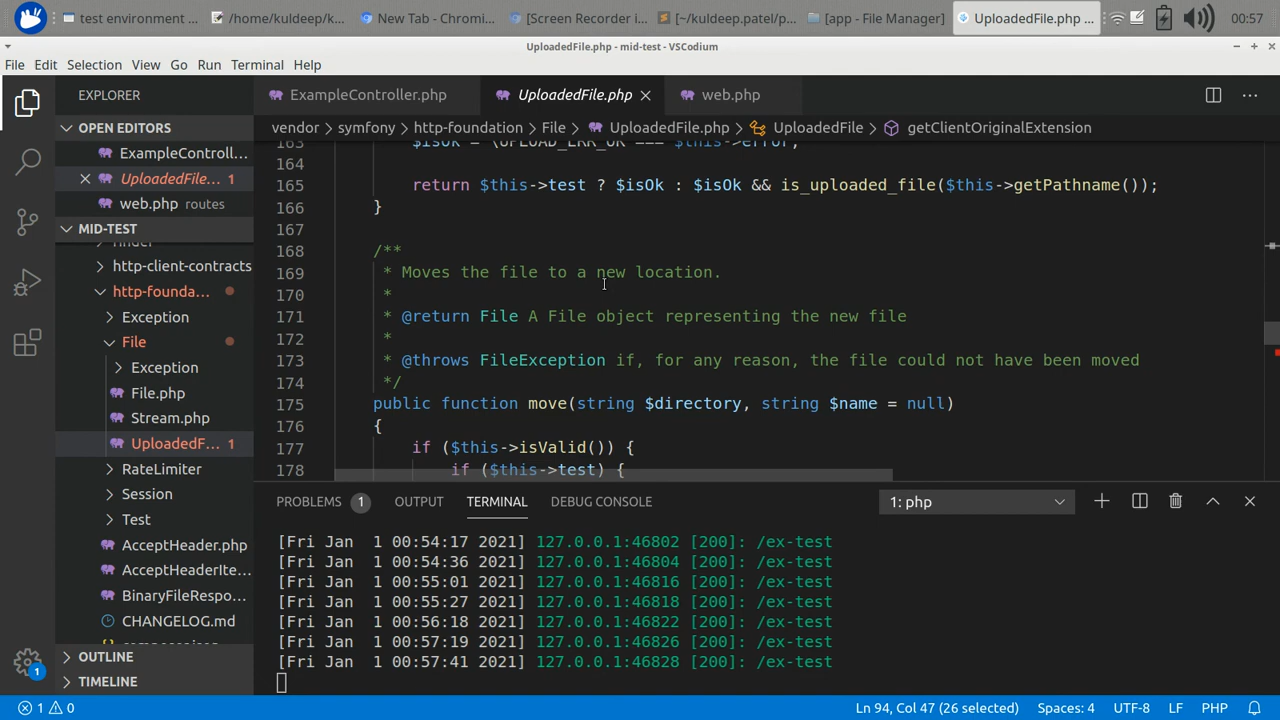 test environment ...
/home/kuldeep/k...
New Tab - Chromi...
[Screen Recorder i...
[~/kuldeep.patel/p...
[app - File Manager]
UploadedFile.php ...
00:57
UploadedFile.php - mid-test - VSCodium
File Edit Selection View Go Run Terminal Help
EXPLORER
OPEN EDITORS
ExampleControll...
UploadedFile... 1
web.php routes
MID-TEST
finder
http-client-contracts
http-founda...
Exception
File
Exception
File.php
Stream.php
UploadedF... 1
RateLimiter
Session
Test
AcceptHeader.php
AcceptHeaderIte...
BinaryFileRespo...
CHANGELOG.md
OUTLINE
TIMELINE
1
ExampleController.php UploadedFile.php web.php
vendor symfony http-foundation File UploadedFile.php UploadedFile getClientOriginalExtension
163 $isOk = \UPLOAD_ERR_OK === $this->error;
164
165 return $this->test ? $isOk : $isOk && is_uploaded_file($this->getPathname());
166 }
167
168 /**
169 * Moves the file to a new location.
170 *
171 * @return File A File object representing the new file
172 *
173 * @throws FileException if, for any reason, the file could not have been moved
174 */
175 public function move(string $directory, string $name = null)
176 {
177 if ($this->isValid()) {
178 if ($this->test) {
PROBLEMS 1 OUTPUT TERMINAL DEBUG CONSOLE 1: php
[Fri Jan  1 00:54:17 2021] 127.0.0.1:46802 [200]: /ex-test
[Fri Jan  1 00:54:36 2021] 127.0.0.1:46804 [200]: /ex-test
[Fri Jan  1 00:55:01 2021] 127.0.0.1:46816 [200]: /ex-test
[Fri Jan  1 00:55:27 2021] 127.0.0.1:46818 [200]: /ex-test
[Fri Jan  1 00:56:18 2021] 127.0.0.1:46822 [200]: /ex-test
[Fri Jan  1 00:57:19 2021] 127.0.0.1:46826 [200]: /ex-test
[Fri Jan  1 00:57:41 2021] 127.0.0.1:46828 [200]: /ex-test
1 0 Ln 94, Col 47 (26 selected) Spaces: 4 UTF-8 LF PHP